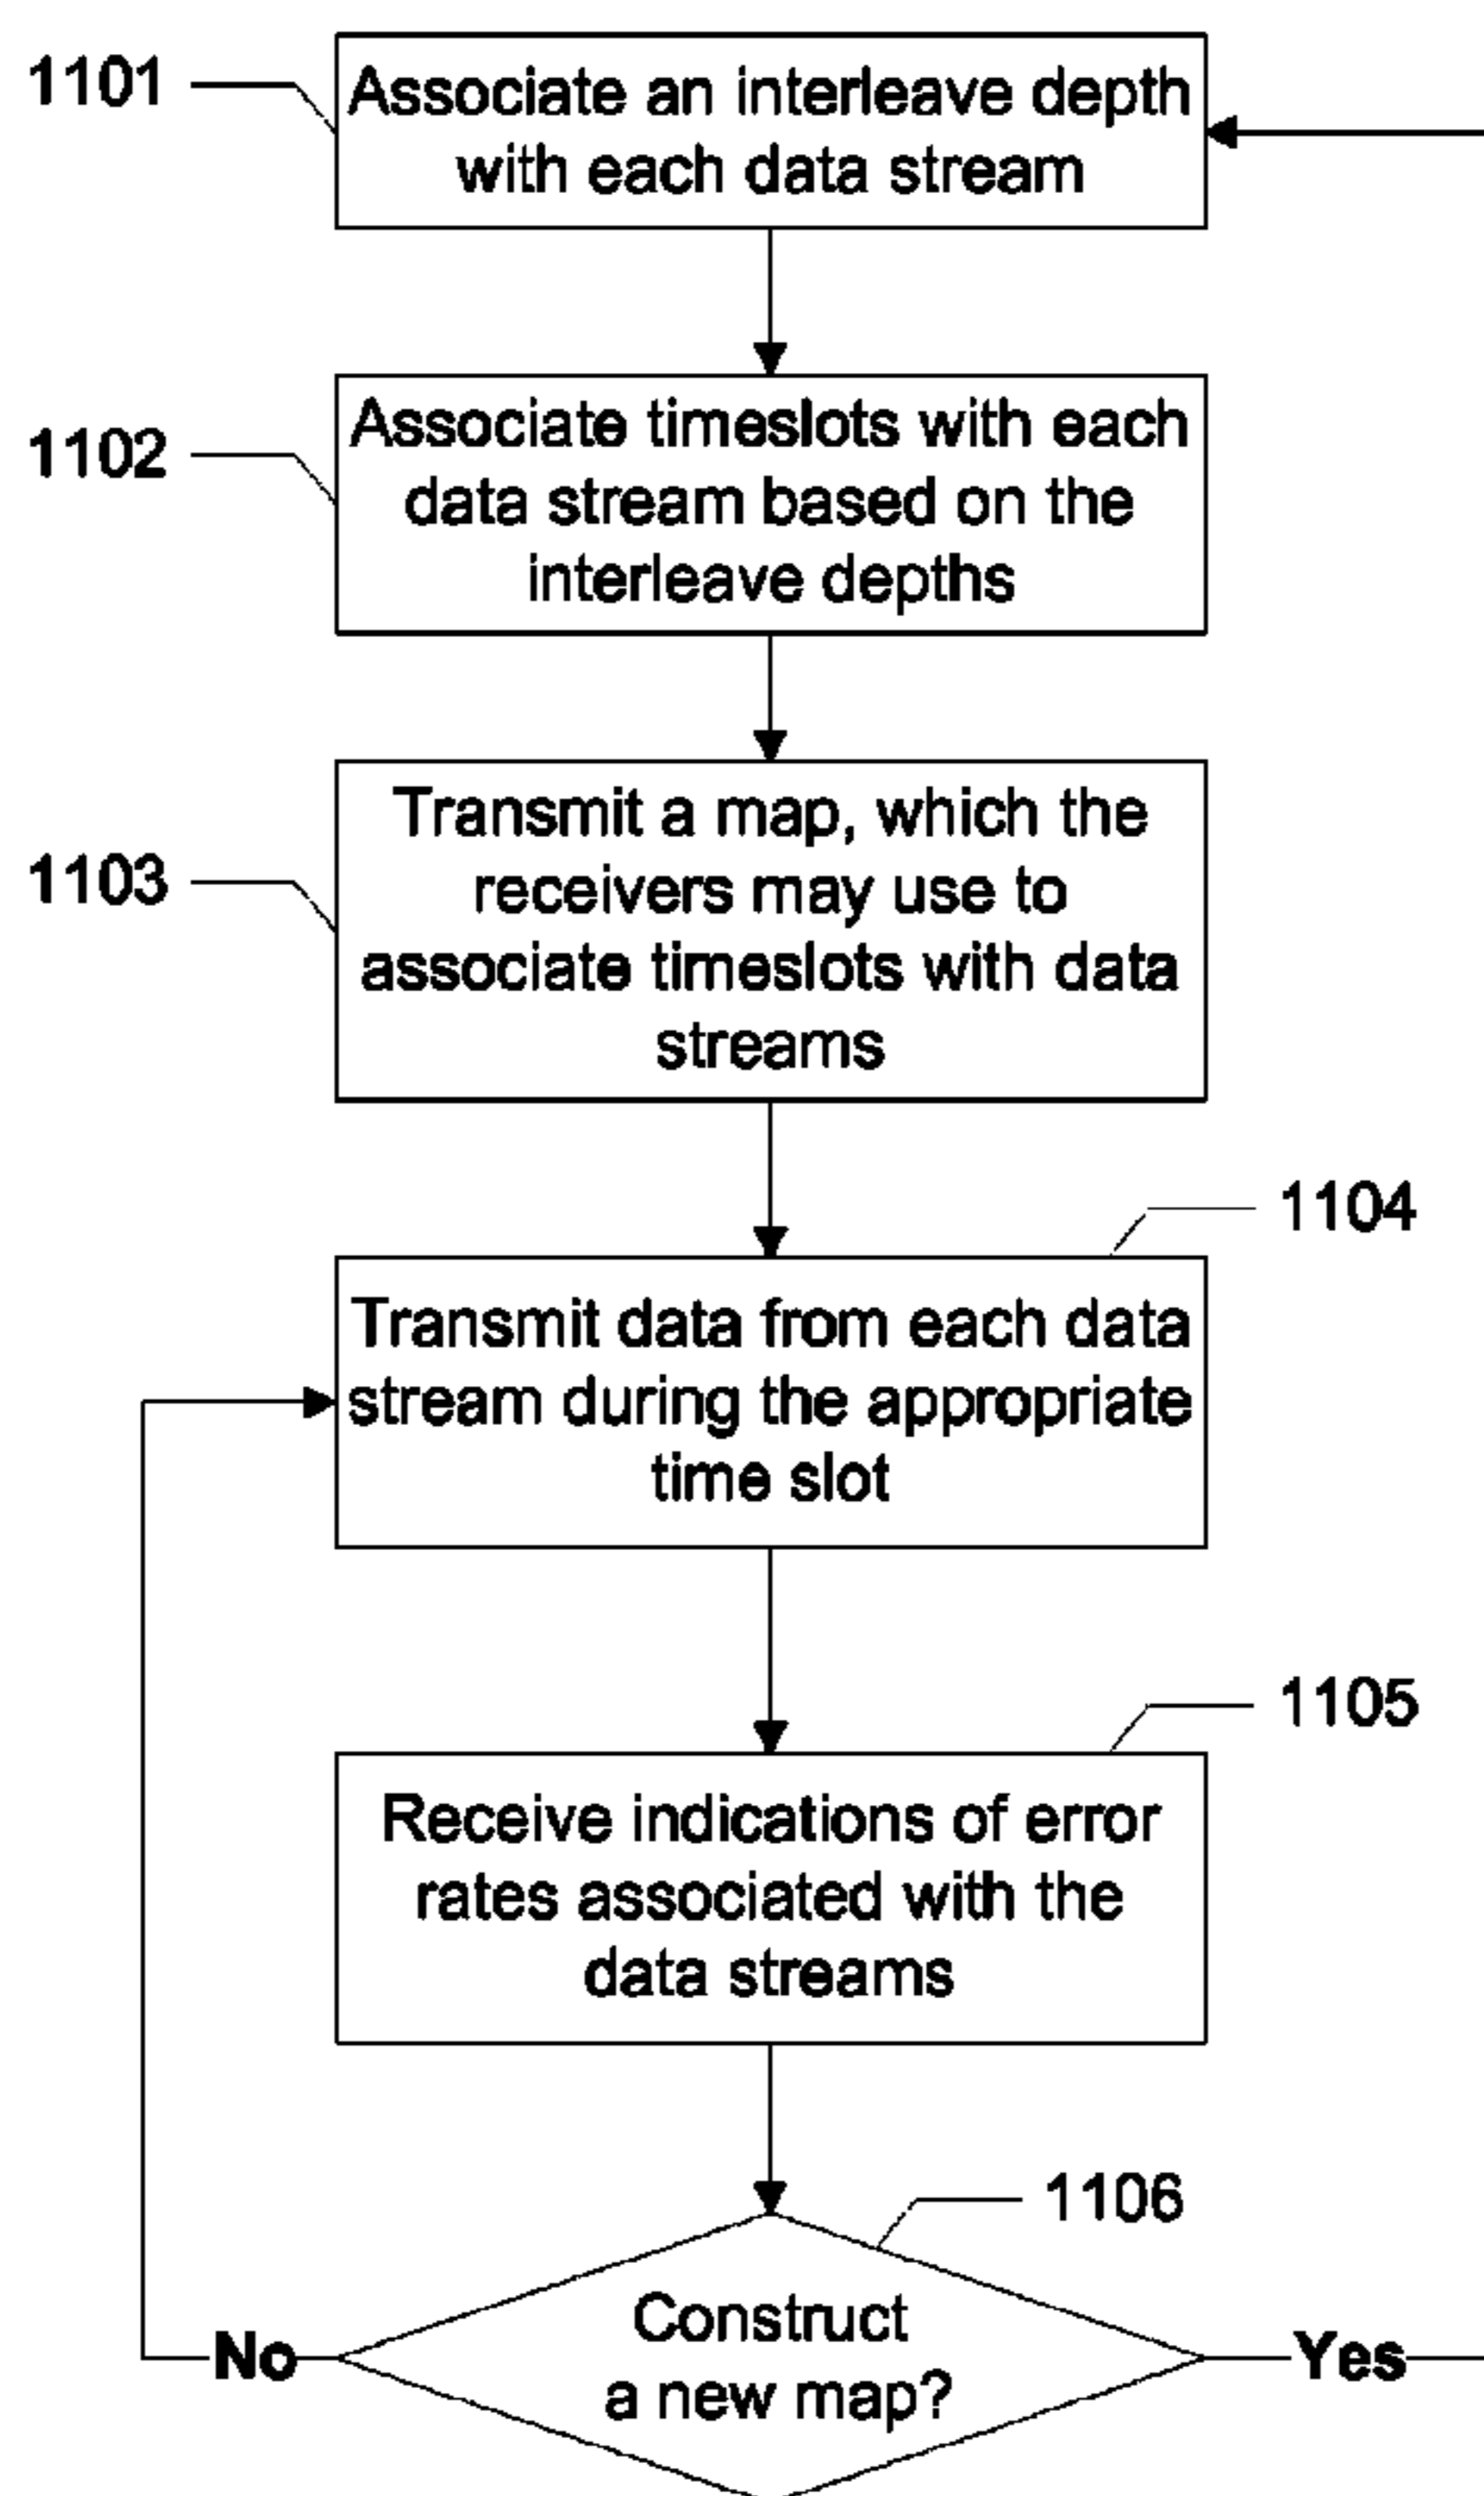 1101
Associate an interleave depth
with each data stream
1102
Associate timeslots with each
data stream based on the
interleave depths
1103
Transmit a map, which the
receivers may use to
associate timeslots with data
streams
1104
Transmit data from each data
stream during the appropriate
time slot
1105
Receive indications of error
rates associated with the
data streams
1106
Construct
a new map?
No
Yes